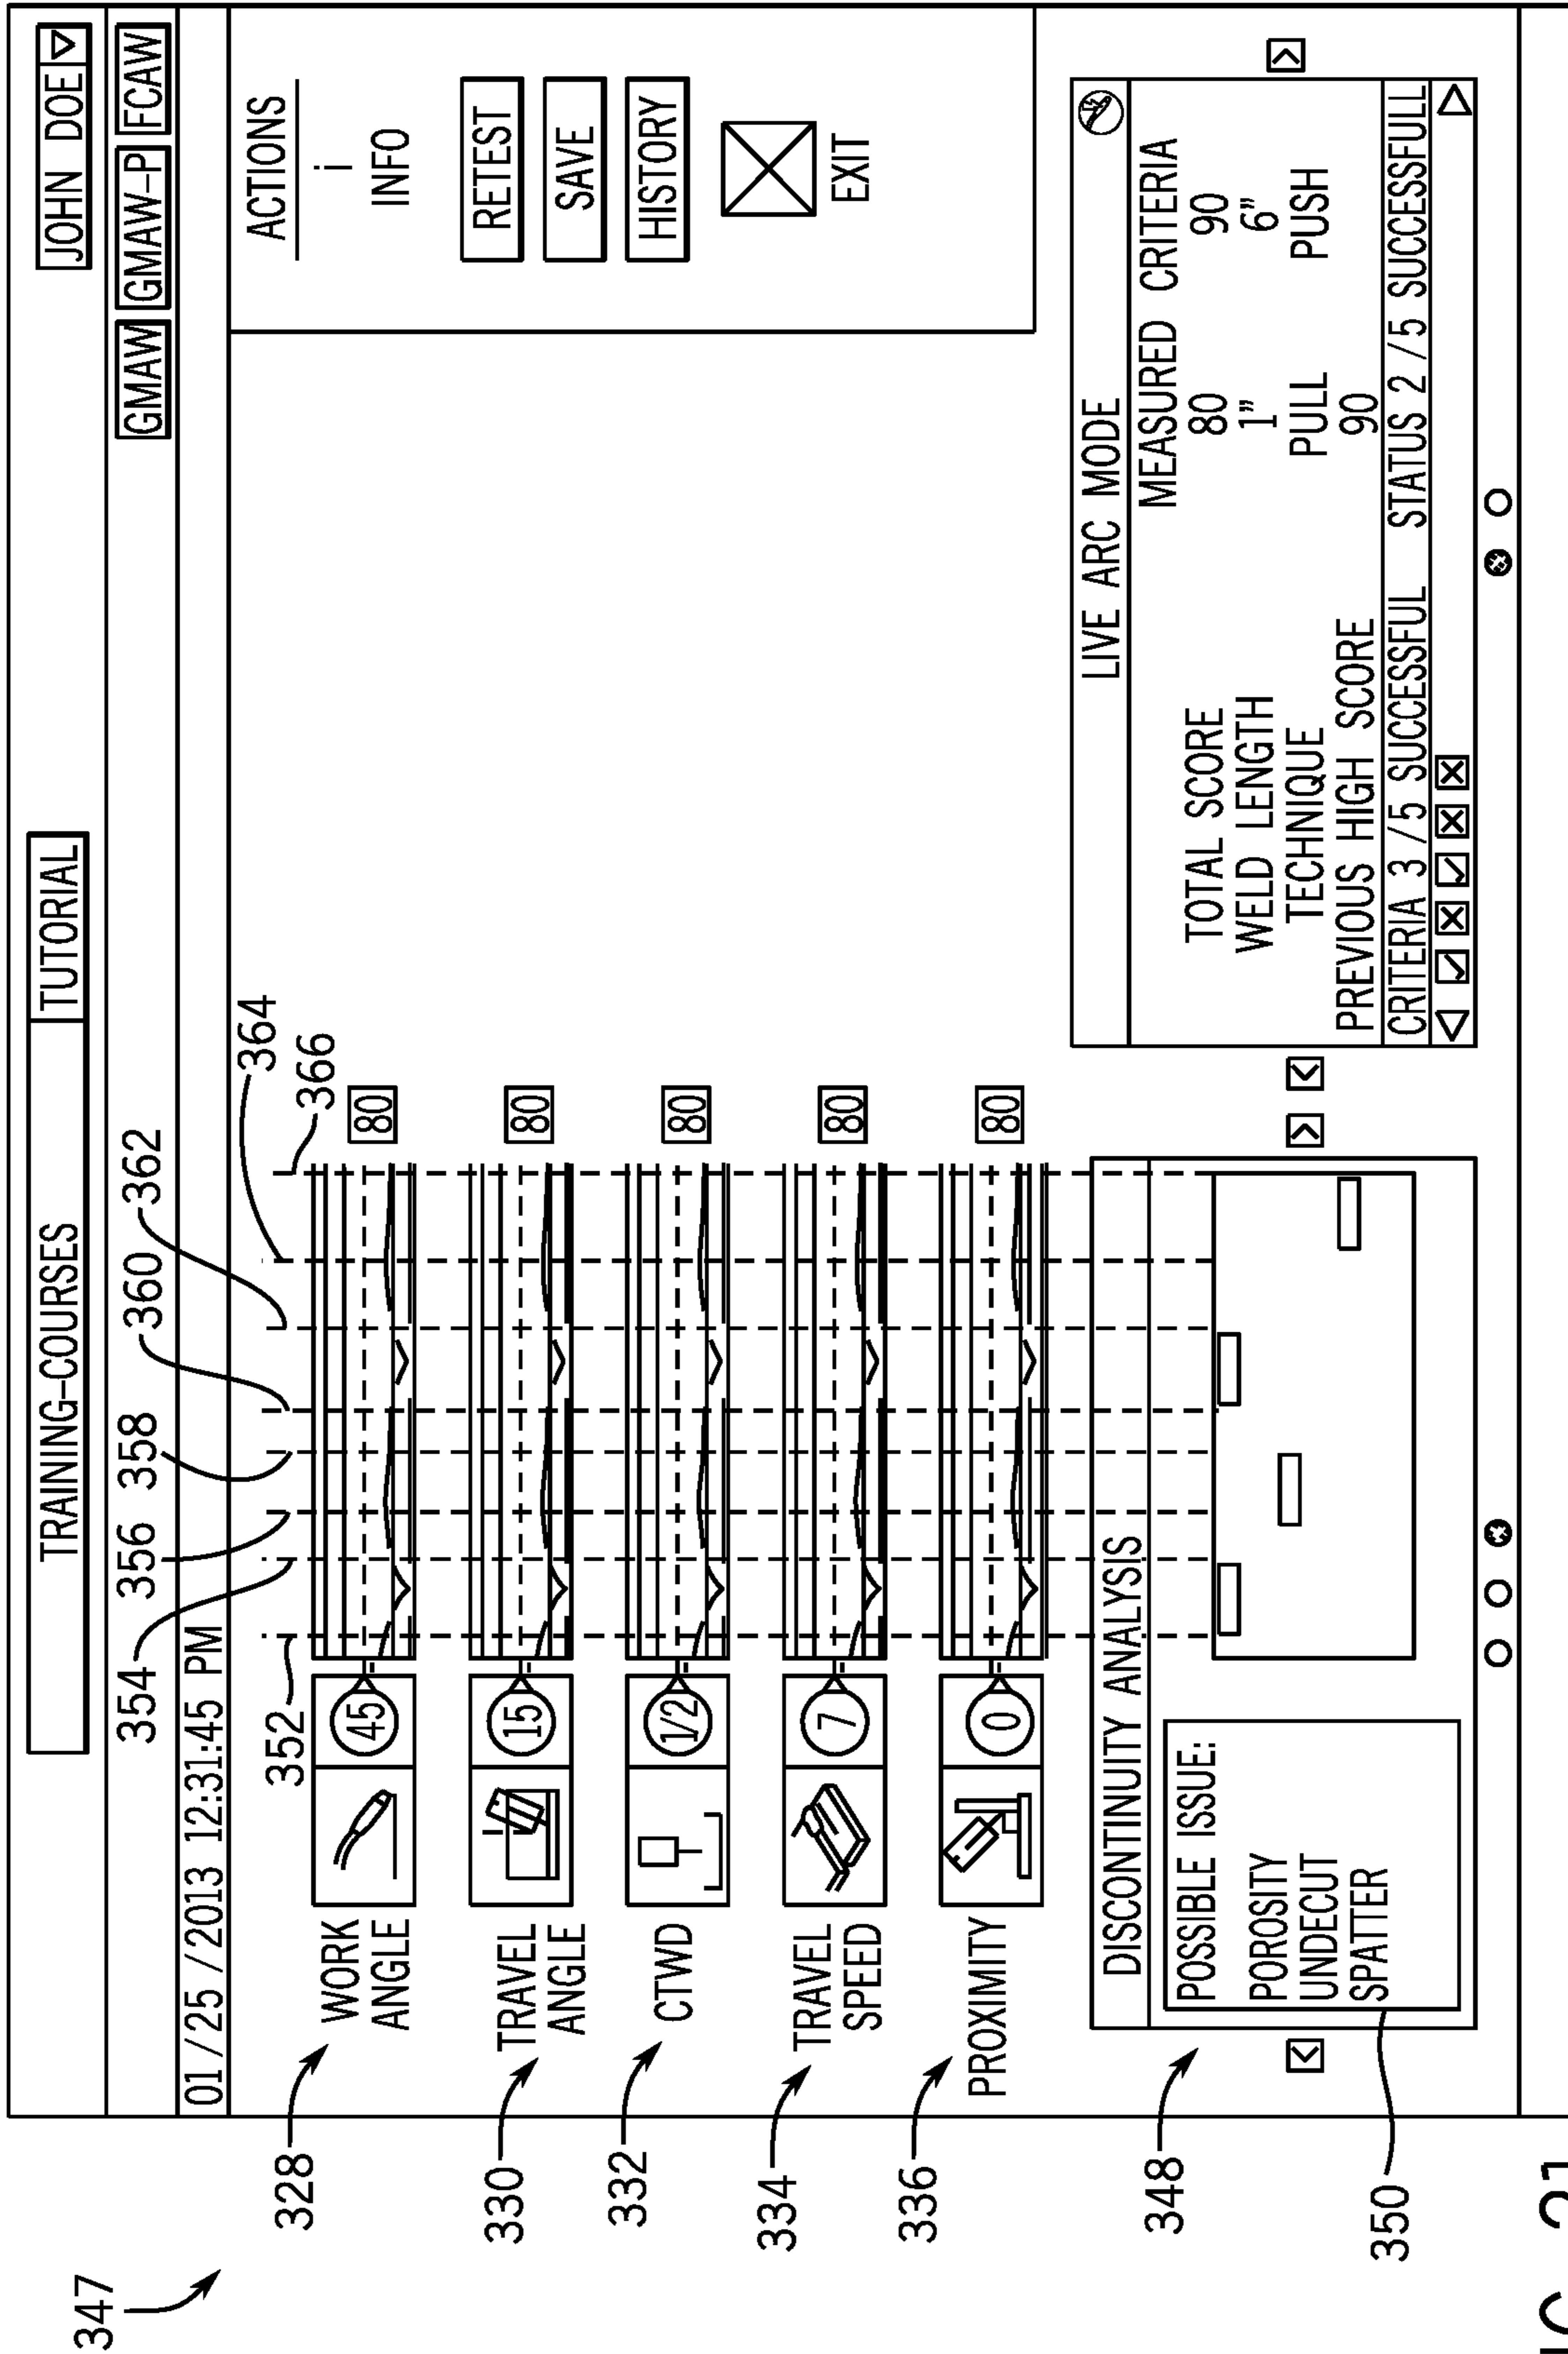 347
TRAINING-COURSES
TUTORIAL
JOHN DOE
GMAW
GMAW-P
FCAW
01 /25 /2013 12:31:45 PM
352
354
356
358
360
362
364
366
328
WORK
ANGLE
45
80
330
TRAVEL
ANGLE
15
80
332
CTWD
1/2
80
334
TRAVEL
SPEED
7
80
336
PROXIMITY
0
80
ACTIONS
i
INFO
RETEST
SAVE
HISTORY
EXIT
348
DISCONTINUITY ANALYSIS
POSSIBLE ISSUE:
POROSITY
UNDECUT
SPATTER
350
LIVE ARC MODE
MEASURED CRITERIA
TOTAL SCORE 80 90
WELD LENGTH 1" 6"
TECHNIQUE PULL PUSH
PREVIOUS HIGH SCORE 90
CRITERIA 3 /5 SUCCESSFUL STATUS 2 /5 SUCCESSFULL